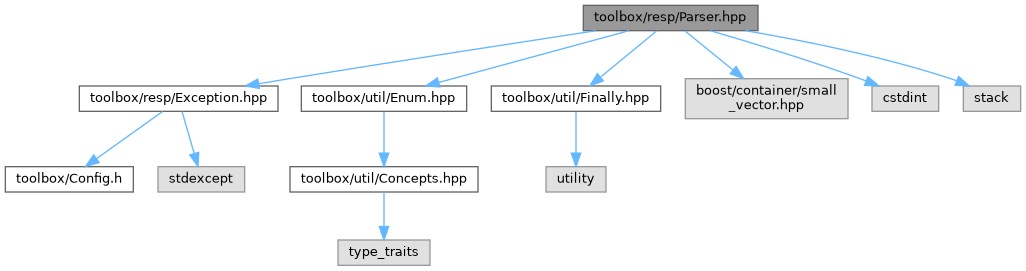 toolbox/resp/Parser.hpp
toolbox/resp/Exception.hpp
toolbox/util/Enum.hpp
toolbox/util/Finally.hpp
boost/container/small
_vector.hpp
cstdint
stack
toolbox/Config.h
stdexcept
toolbox/util/Concepts.hpp
utility
type_traits